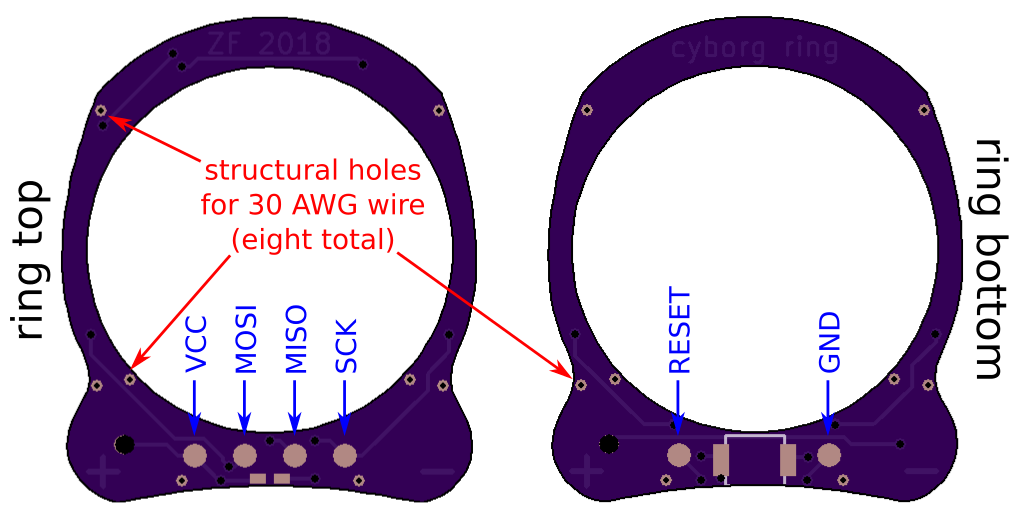 ZF 2018
cyborg ring
structural holes
for 30 AWG wire
(eight total)
ring top
ring bottom
VCC
MOSI
MISO
SCK
RESET
GND
+
−
+
−